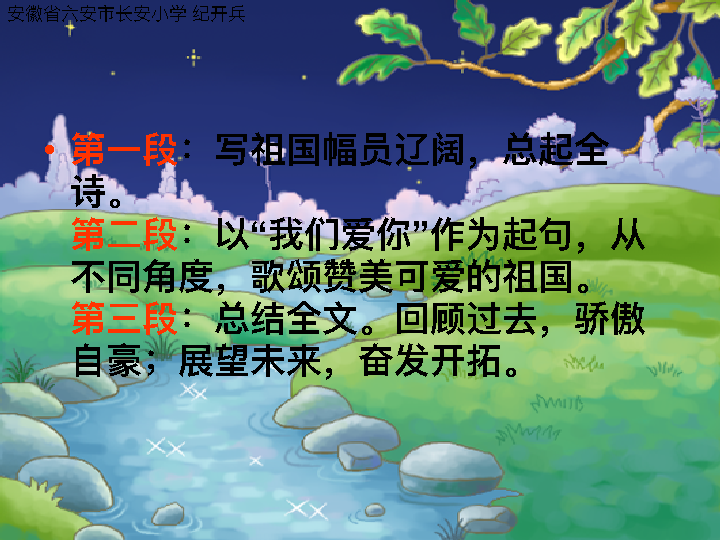 安徽省六安市长安小学 纪开兵
• 第一段：写祖国幅员辽阔，总起全
诗。
第二段：以“我们爱你”作为起句，从
不同角度，歌颂赞美可爱的祖国。
第三段：总结全文。回顾过去，骄傲
自豪；展望未来，奋发开拓。